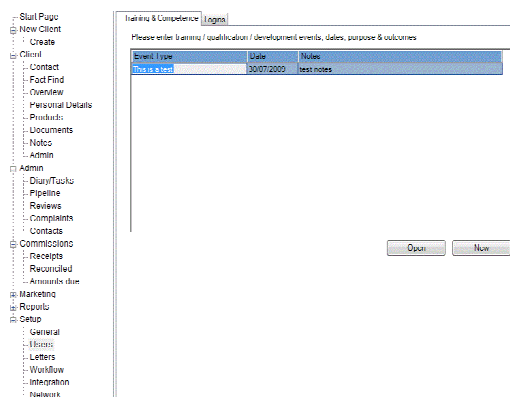 Start Page
New Client
Create
Client
Contact
Fact Find
Overview
Personal Details
Products
Documents
Notes
Admin
Admin
Diary/Tasks
Pipeline
Reviews
Complaints
Contacts
Commissions
Receipts
Reconciled
Amounts due
Marketing
Reports
Setup
General
Users
Letters
Workflow
Integration
Network
Training & Competence Logins
Please enter training / qualification / development events, dates, purpose & outcomes
Event Type Date Notes
This is a test 30/07/2009 test notes
Open New